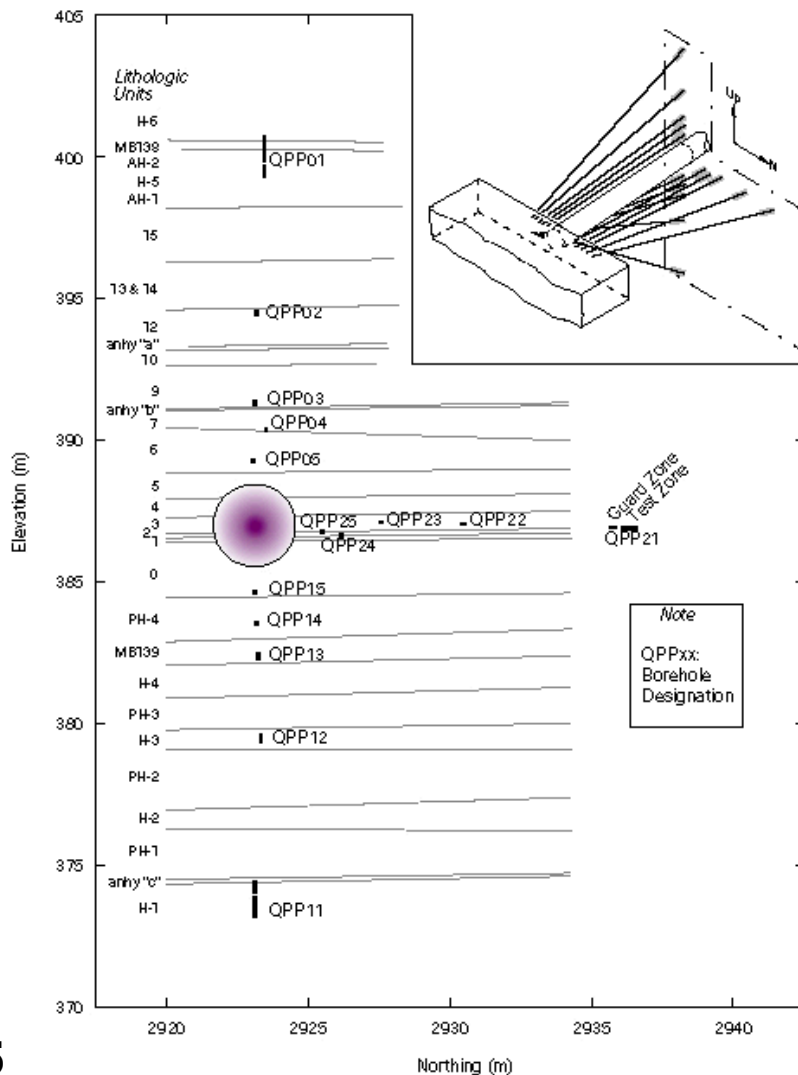 405
400
395
390
385
380
375
370
Elevation (m)
2920
2925
2930
2935
2940
Northing (m)
Lithologic
Units
H-6
MB138
AH-2
H-5
AH-1
15
13 & 14
12
anhy "a"
10
9
anhy "b"
7
6
5
4
3
2
1
0
PH-4
MB139
H-4
PH-3
H-3
PH-2
H-2
PH-1
anhy "c"
H-1
QPP01
QPP02
QPP03
QPP04
QPP05
QPP25
QPP23
QPP22
QPP24
Guard Zone
Test Zone
QPP21
QPP15
QPP14
QPP13
QPP12
QPP11
Up
N
Note
QPPxx:
Borehole
Designation